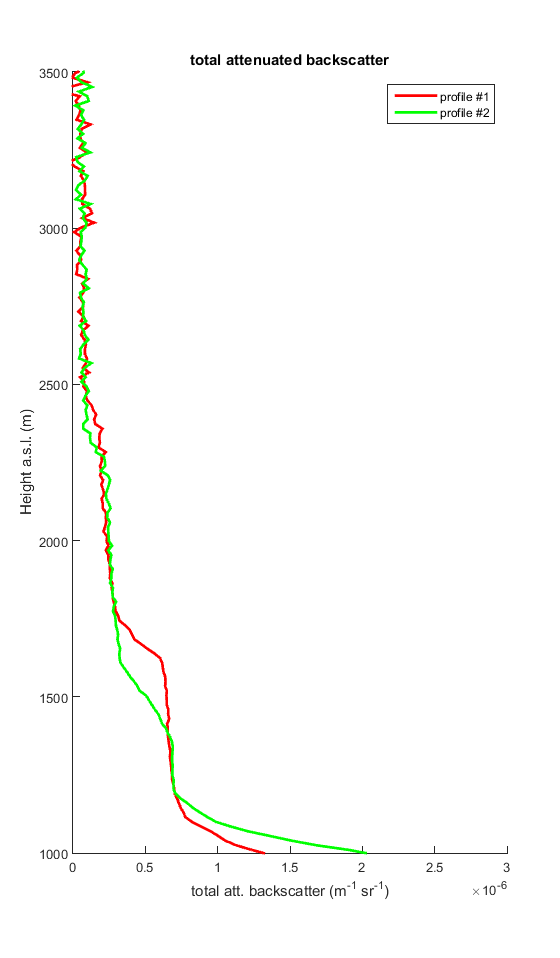 total attenuated backscatter
profile #1
profile #2
3500
3000
2500
2000
1500
1000
Height a.s.l. (m)
0 0.5 1 1.5 2 2.5 3
total att. backscatter (m⁻¹ sr⁻¹)
×10⁻⁶